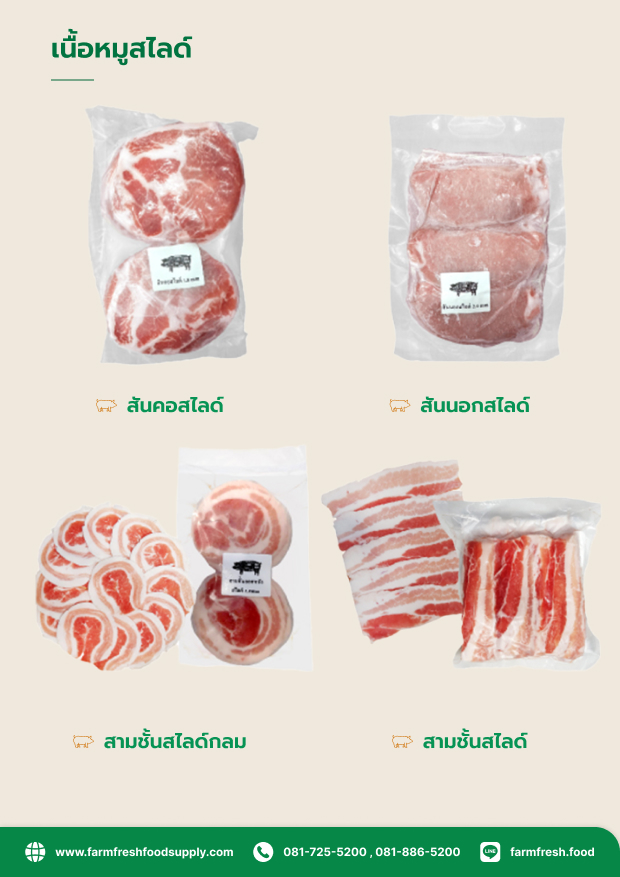 เนื้อหมูสไลด์
สันคอสไลด์
สันนอกสไลด์
สามชั้นสไลด์กลม
สามชั้นสไลด์
www.farmfreshfoodsupply.com
081-725-5200 , 081-886-5200
LINE
farmfresh.food